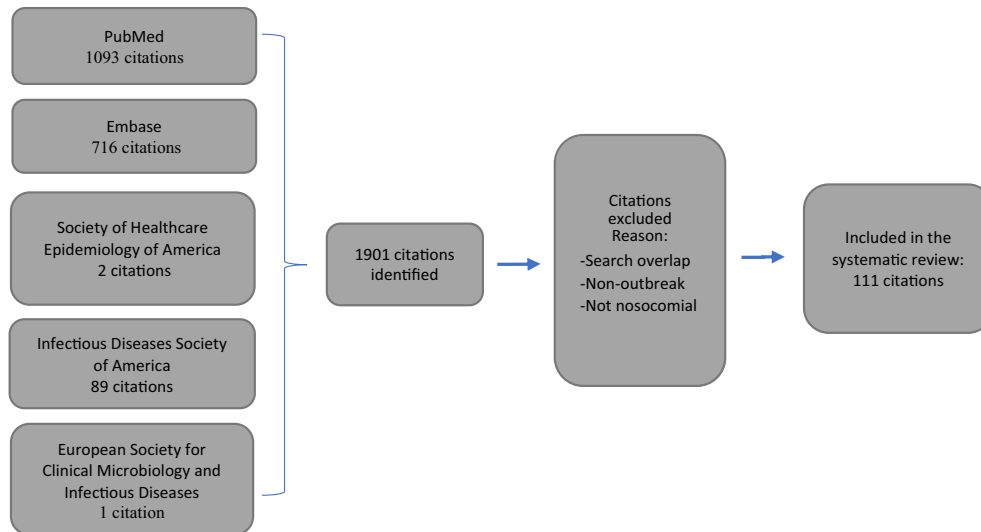 PubMed
1093 citations
Embase
716 citations
Society of Healthcare
Epidemiology of America
2 citations
Infectious Diseases Society
of America
89 citations
European Society for
Clinical Microbiology and
Infectious Diseases
1 citation
1901 citations
identified
Citations
excluded
Reason:
-Search overlap
-Non-outbreak
-Not nosocomial
Included in the
systematic review:
111 citations